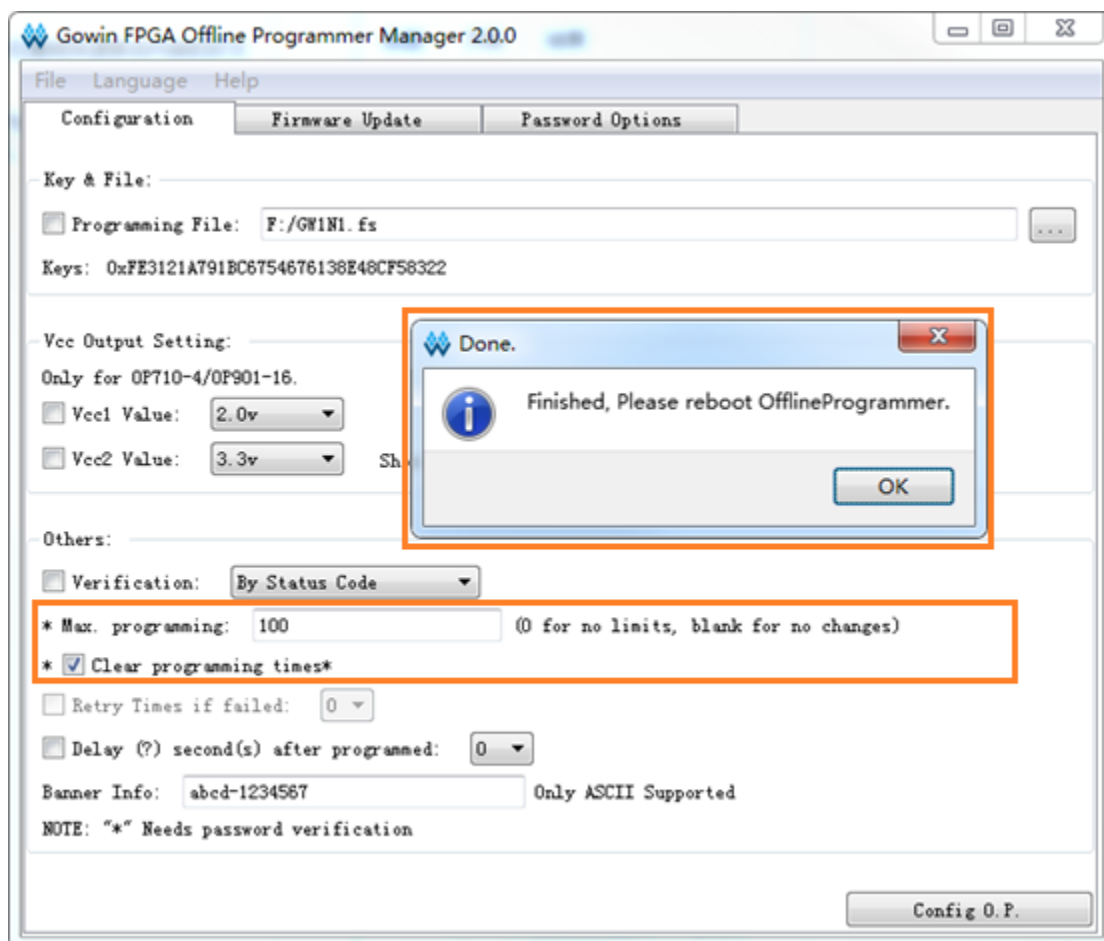 Gowin FPGA Offline Programmer Manager 2.0.0
File Language Help
Configuration Firmware Update Password Options
Key & File:
Programming File: F:/GW1N1.fs ...
Keys: 0xFE3121A791BC6754676138E48CF58322
Vcc Output Setting:
Only for OP710-4/OP901-16.
Vcc1 Value: 2.0v
Vcc2 Value: 3.3v Sh
Done.
Finished, Please reboot OfflineProgrammer.
OK
Others:
Verification: By Status Code
* Max. programming: 100 (0 for no limits, blank for no changes)
* Clear programming times*
Retry Times if failed: 0
Delay (?) second(s) after programmed: 0
Banner Info: abcd-1234567 Only ASCII Supported
NOTE: "*" Needs password verification
Config O.P.